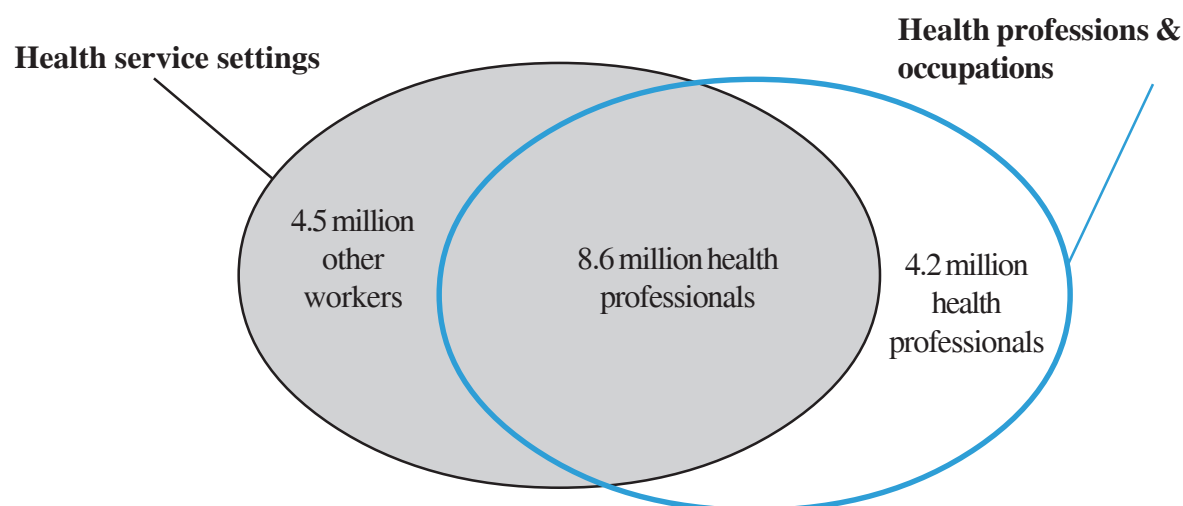 Health service settings
Health professions &
occupations
4.5 million
other
workers
8.6 million health
professionals
4.2 million
health
professionals